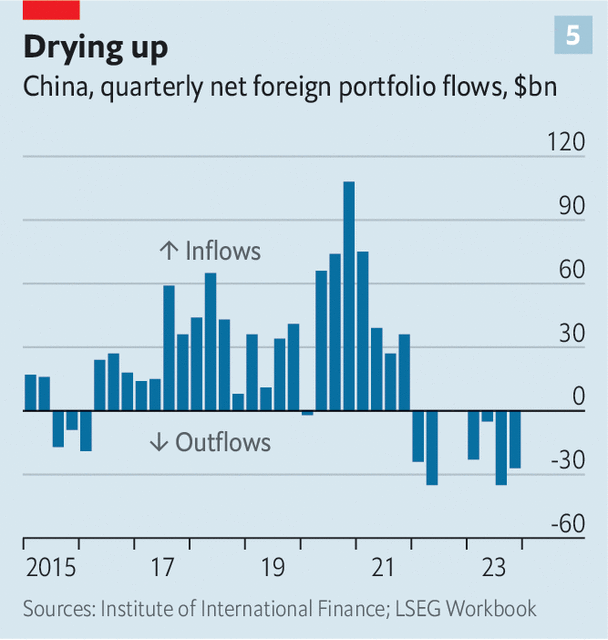 Drying up
5
China, quarterly net foreign portfolio flows, $bn
120
90
↑ Inflows
60
30
0
↓ Outflows
-30
-60
2015 17 19 21 23
Sources: Institute of International Finance; LSEG Workbook